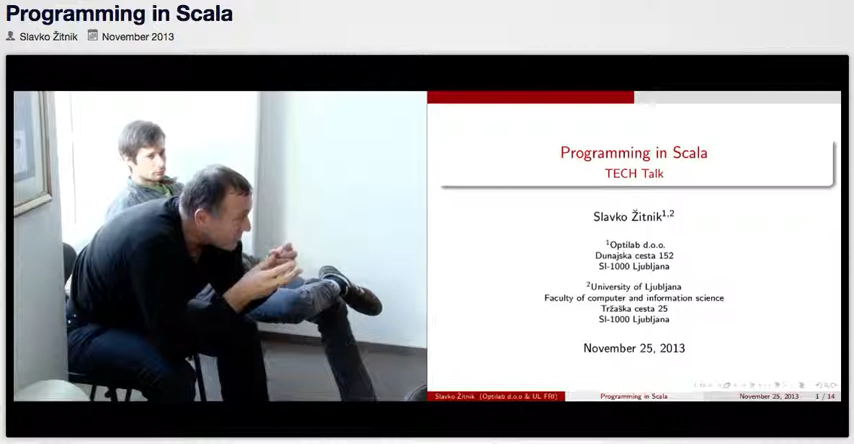 Programming in Scala
Slavko Žitnik November 2013
Programming in Scala
TECH Talk
Slavko Žitnik1,2
1Optilab d.o.o.
Dunajska cesta 152
SI-1000 Ljubljana
2University of Ljubljana
Faculty of computer and information science
Tržaška cesta 25
SI-1000 Ljubljana
November 25, 2013
Slavko Žitnik (Optilab d.o.o & UL FRI) Programming in Scala November 25, 2013 1 / 14